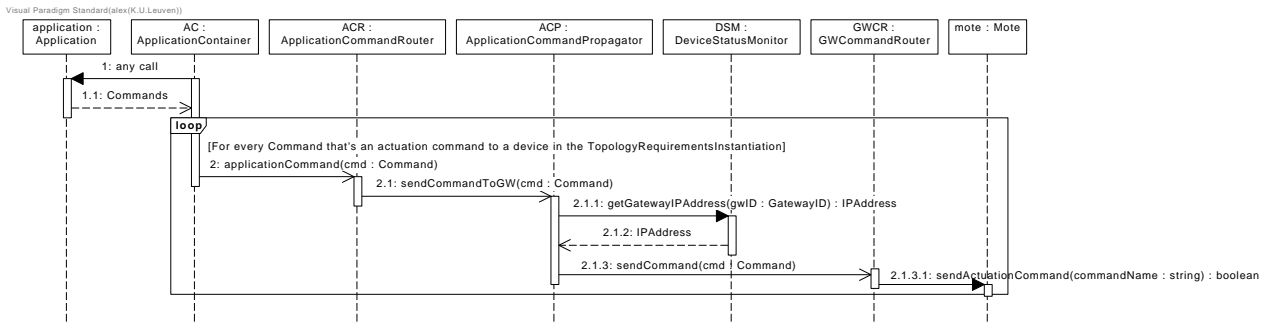 Visual Paradigm Standard(alex(K.U.Leuven))
application :
Application
AC :
ApplicationContainer
ACR :
ApplicationCommandRouter
ACP :
ApplicationCommandPropagator
DSM :
DeviceStatusMonitor
GWCR :
GWCommandRouter
mote : Mote
1: any call
1.1: Commands
loop
[For every Command that's an actuation command to a device in the TopologyRequirementsInstantiation]
2: applicationCommand(cmd : Command)
2.1: sendCommandToGW(cmd : Command)
2.1.1: getGatewayIPAddress(gwID : GatewayID) : IPAddress
2.1.2: IPAddress
2.1.3: sendCommand(cmd : Command)
2.1.3.1: sendActuationCommand(commandName : string) : boolean